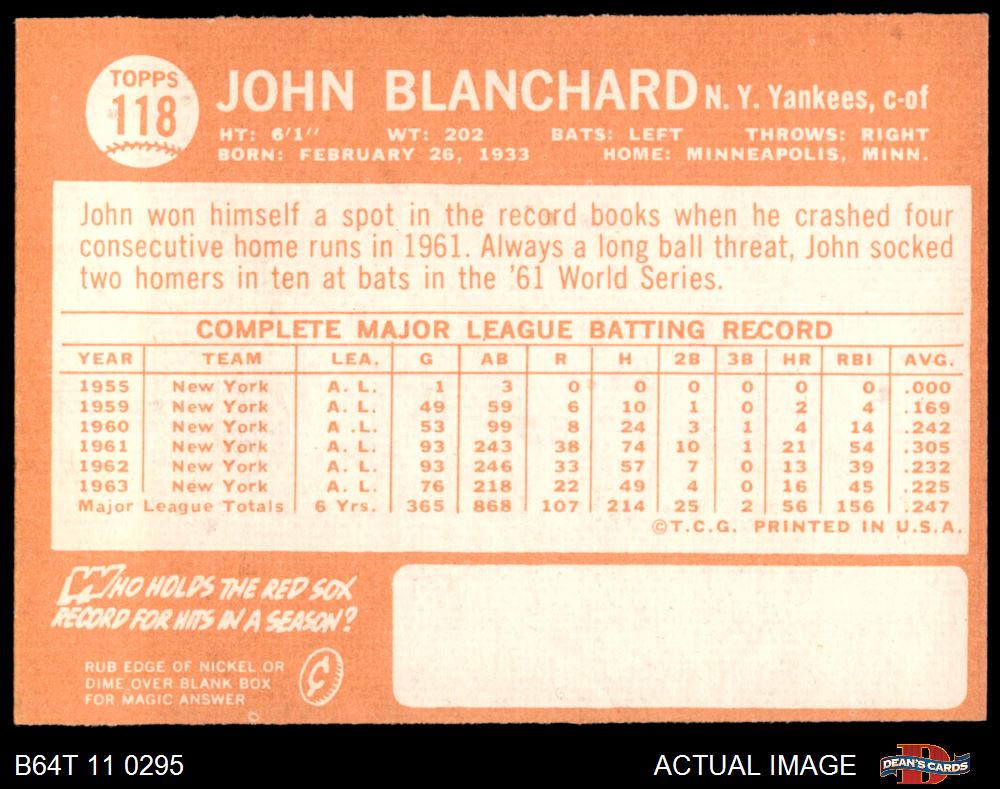 TOPPS
118
JOHN BLANCHARD N. Y. Yankees, c-of
HT: 6'1" WT: 202 BATS: LEFT THROWS: RIGHT
BORN: FEBRUARY 26, 1933 HOME: MINNEAPOLIS, MINN.
John won himself a spot in the record books when he crashed four
consecutive home runs in 1961. Always a long ball threat, John socked
two homers in ten at bats in the '61 World Series.
COMPLETE MAJOR LEAGUE BATTING RECORD
YEAR TEAM LEA. G AB R H 2B 3B HR RBI AVG.
1955 New York A. L. 1 3 0 0 0 0 0 0 .000
1959 New York A. L. 49 59 6 10 1 0 2 4 .169
1960 New York A. L. 53 99 8 24 3 1 4 14 .242
1961 New York A. L. 93 243 38 74 10 1 21 54 .305
1962 New York A. L. 93 246 33 57 7 0 13 39 .232
1963 New York A. L. 76 218 22 49 4 0 16 45 .225
Major League Totals 6 Yrs. 365 868 107 214 25 2 56 156 .247
©T.C.G. PRINTED IN U.S.A.
WHO HOLDS THE RED SOX
RECORD FOR HITS IN A SEASON?
RUB EDGE OF NICKEL OR
DIME OVER BLANK BOX
FOR MAGIC ANSWER
¢
B64T 11 0295
ACTUAL IMAGE
D
DEAN'S CARDS